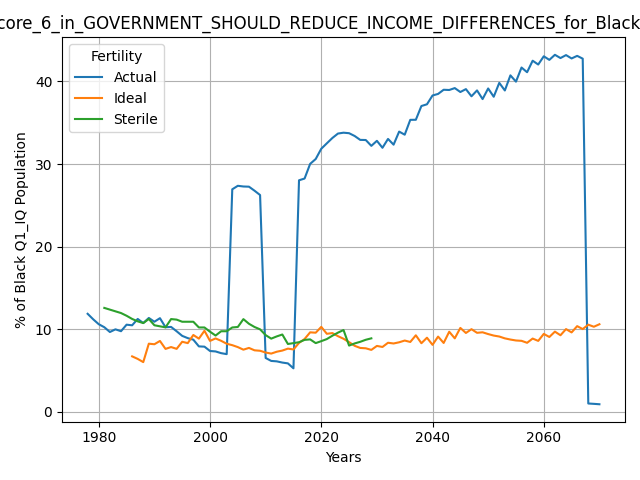 core_6_in_GOVERNMENT_SHOULD_REDUCE_INCOME_DIFFERENCES_for_Black
Fertility
Actual
Ideal
Sterile
% of Black Q1_IQ Population
40
30
20
10
0
1980 2000 2020 2040 2060
Years